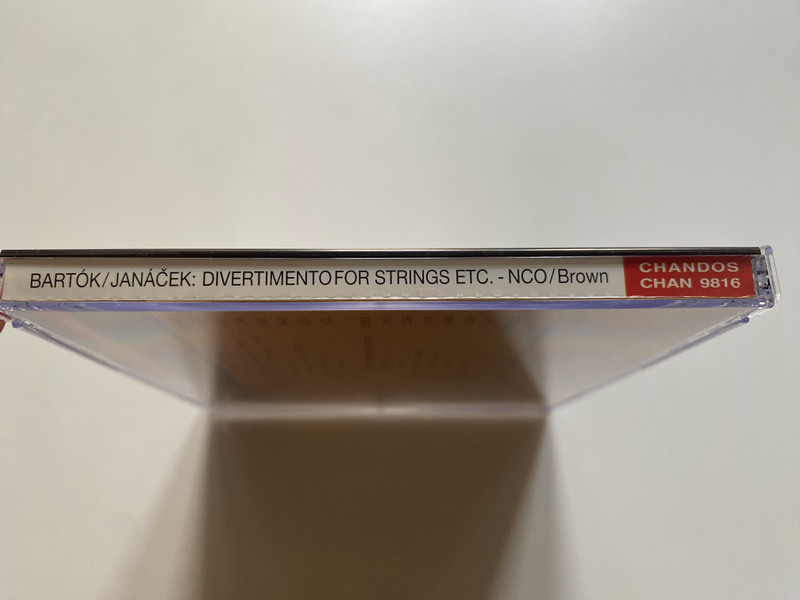 BARTÓK/JANÁČEK: DIVERTIMENTO FOR STRINGS ETC. - NCO/Brown
CHANDOS
CHAN 9816